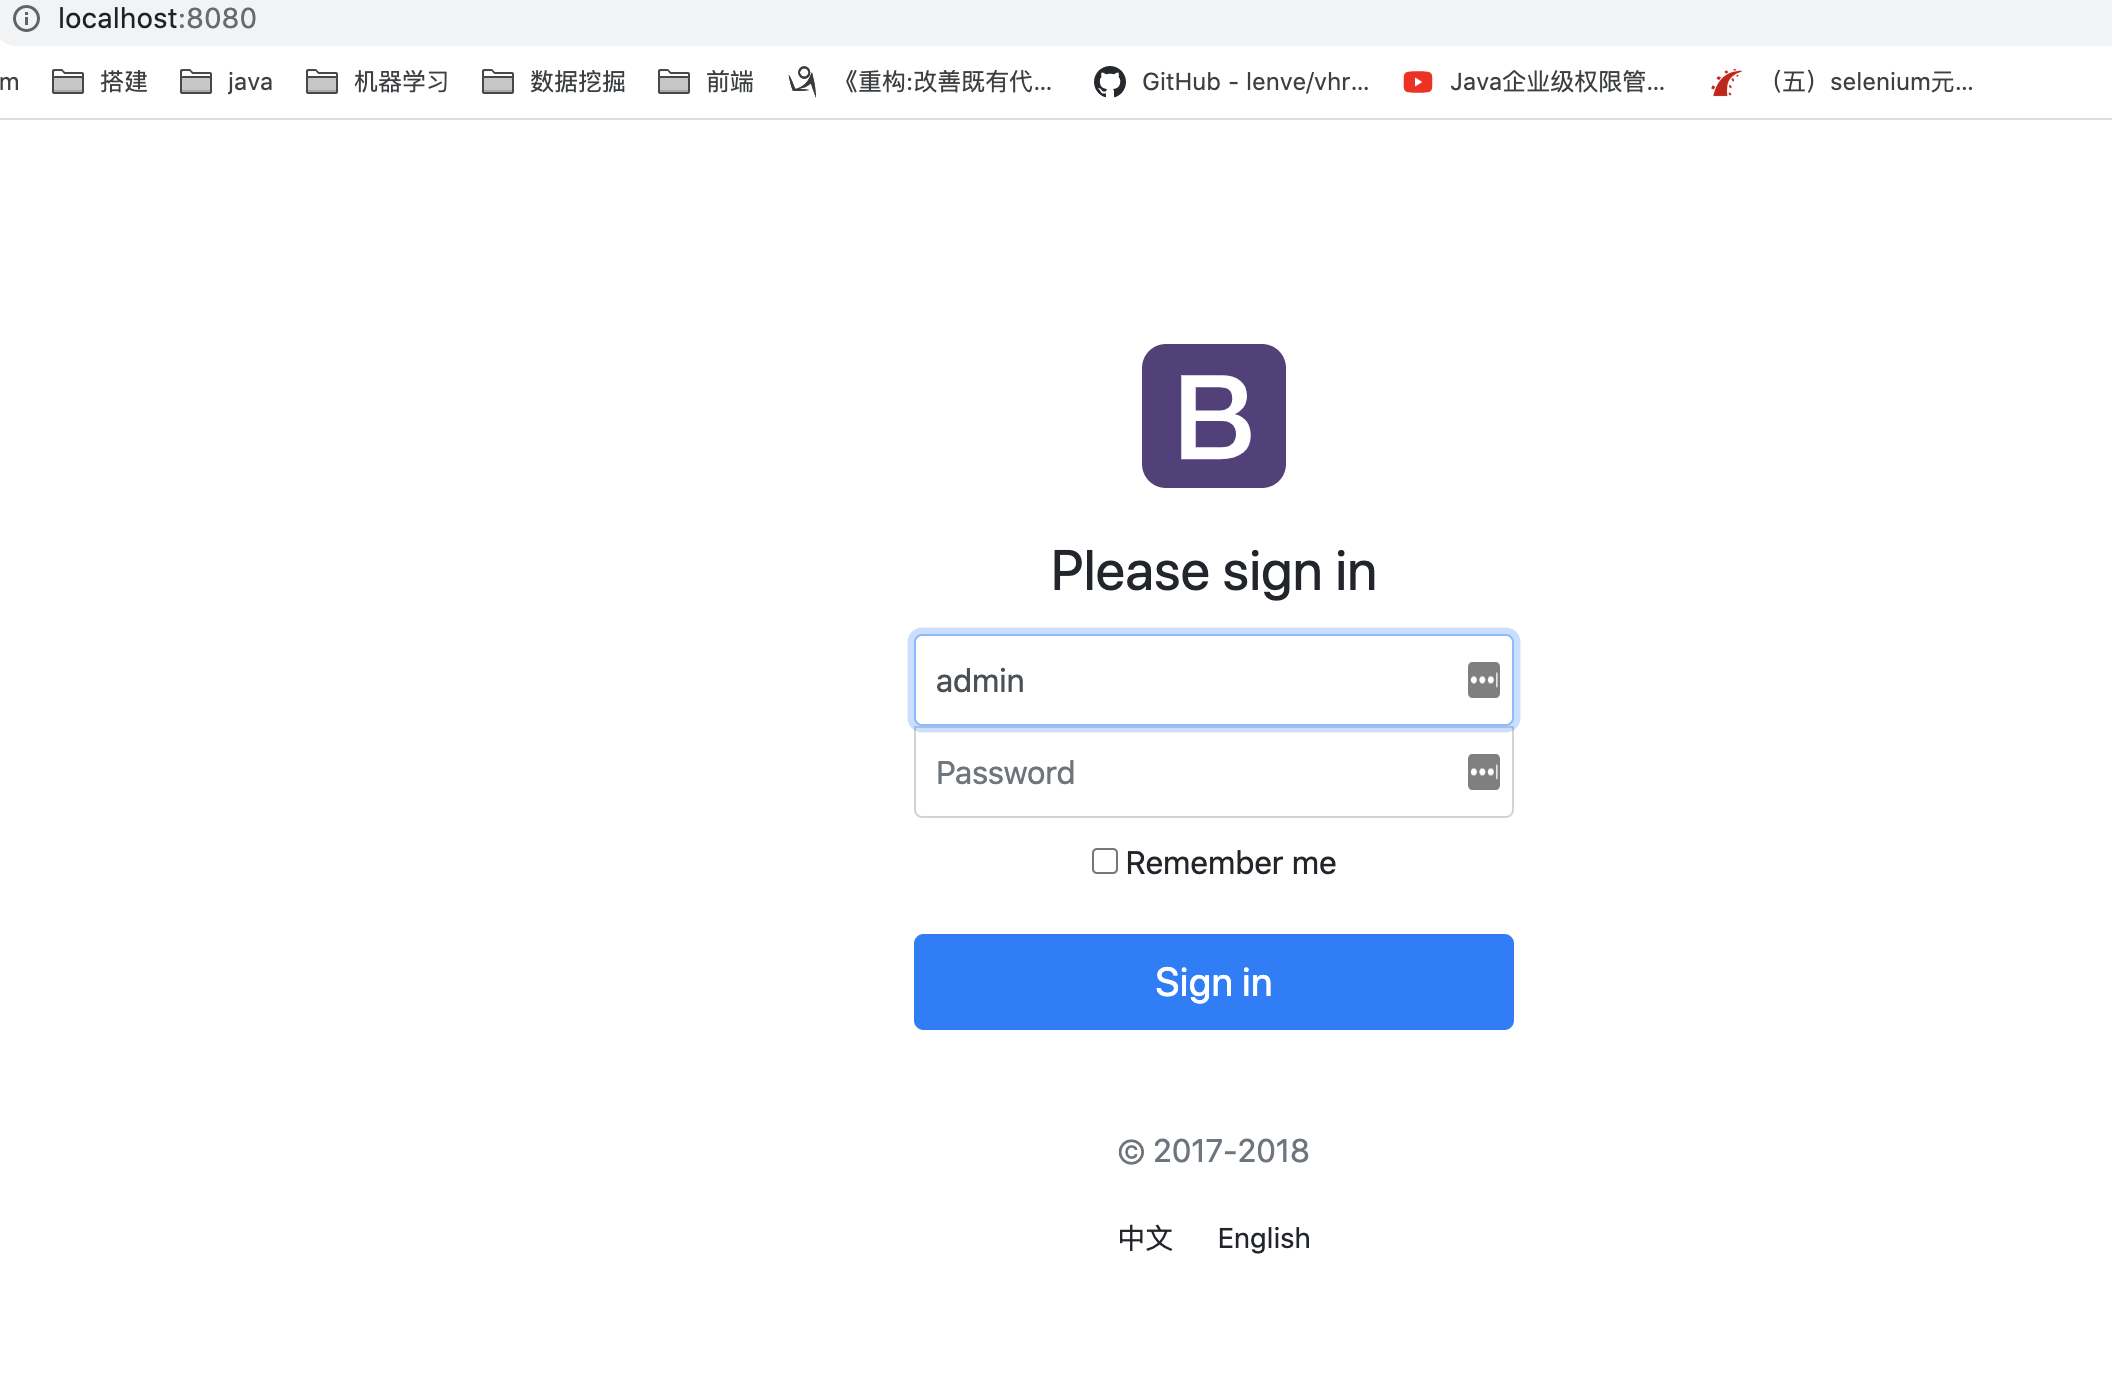 localhost:8080
m 搭建 java 机器学习 数据挖掘 前端 《重构:改善既有代... GitHub - lenve/vhr... Java企业级权限管... （五）selenium元...
B
Please sign in
admin
Password
Remember me
Sign in
© 2017-2018
中文 English